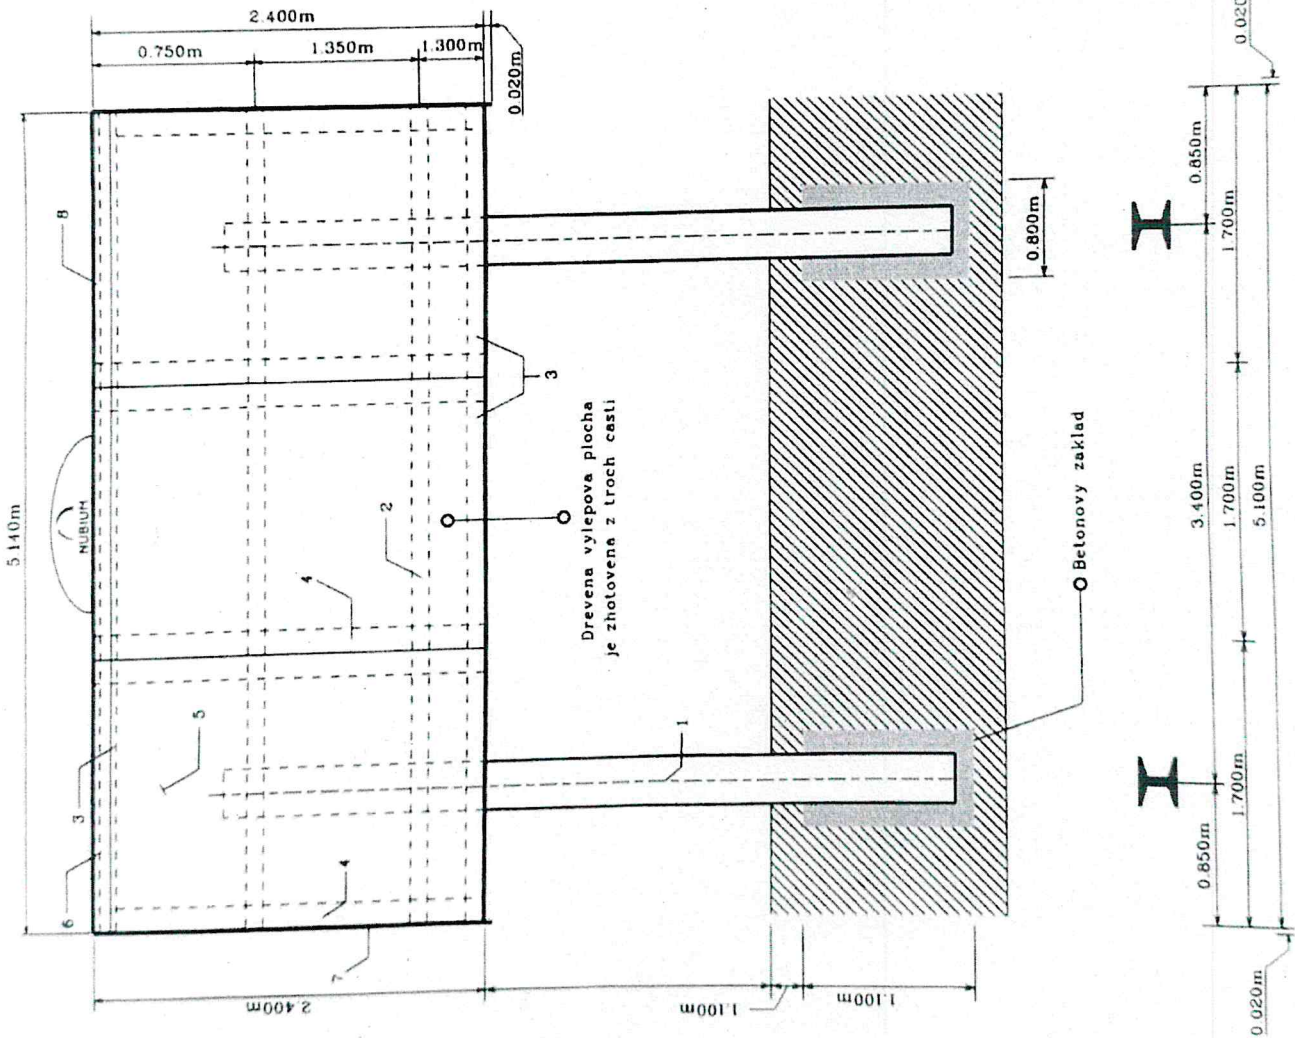 2.400m
0.750m
1.350m
1.300m
0.020m
5.140m
8
NUBIUM
3
2
4
5
3
6
4
7
1
Drevena vylepova plocha
je zhotovena z troch casti
2.400m
1.100m
1.100m
0.800m
Betonovy zaklad
0.850m
3.400m
0.850m
1.700m
1.700m
1.700m
5.100m
0.020m
0.020